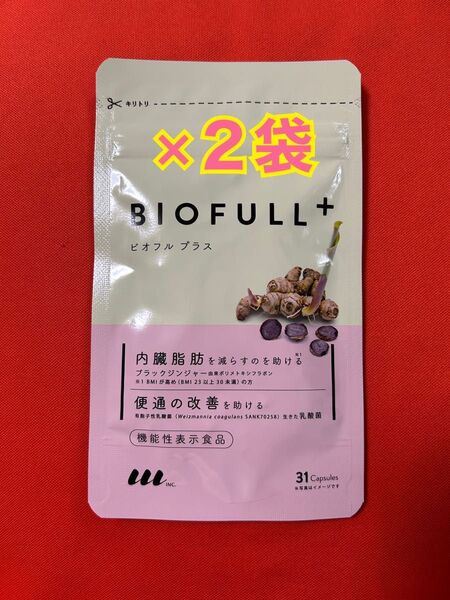 キリトリ
×2袋
BIOFULL+
ビオフル プラス
内臓脂肪を減らすのを助ける※1
ブラックジンジャー由来ポリメトキシフラボン
※1 BMIが高め(BMI 23以上30未満)の方
便通の改善を助ける
有胞子性乳酸菌(Weizmannia coagulans SANK70258)生きた乳酸菌
機能性表示食品
INC.
31 Capsules
※写真はイメージです